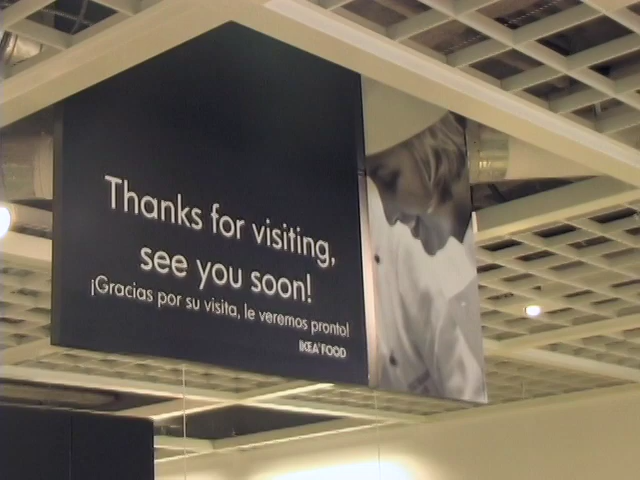 Thanks for visiting,
see you soon!
¡Gracias por su visita, le veremos pronto!
IKEA FOOD